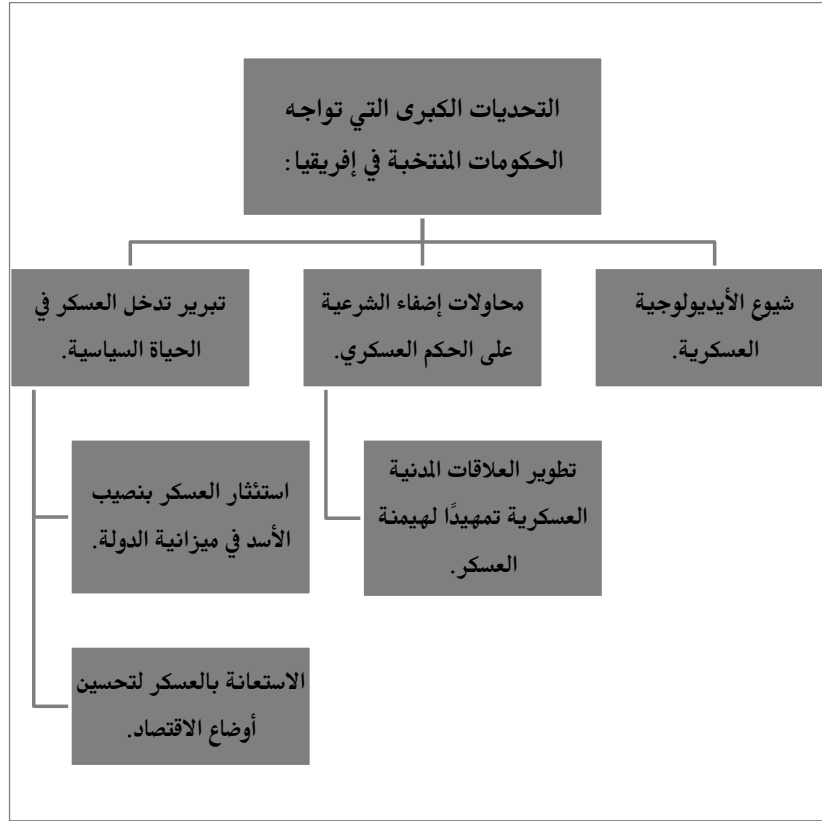 التحديات الكبرى التي تواجه
الحكومات المنتخبة في إفريقيا:
شيوع الأيديولوجية
العسكرية.
محاولات إضفاء الشرعية
على الحكم العسكري.
تطوير العلاقات المدنية
العسكرية تمهيدًا لهيمنة
العسكر.
تبرير تدخل العسكر في
الحياة السياسية.
استئثار العسكر بنصيب
الأسد في ميزانية الدولة.
الاستعانة بالعسكر لتحسين
أوضاع الاقتصاد.